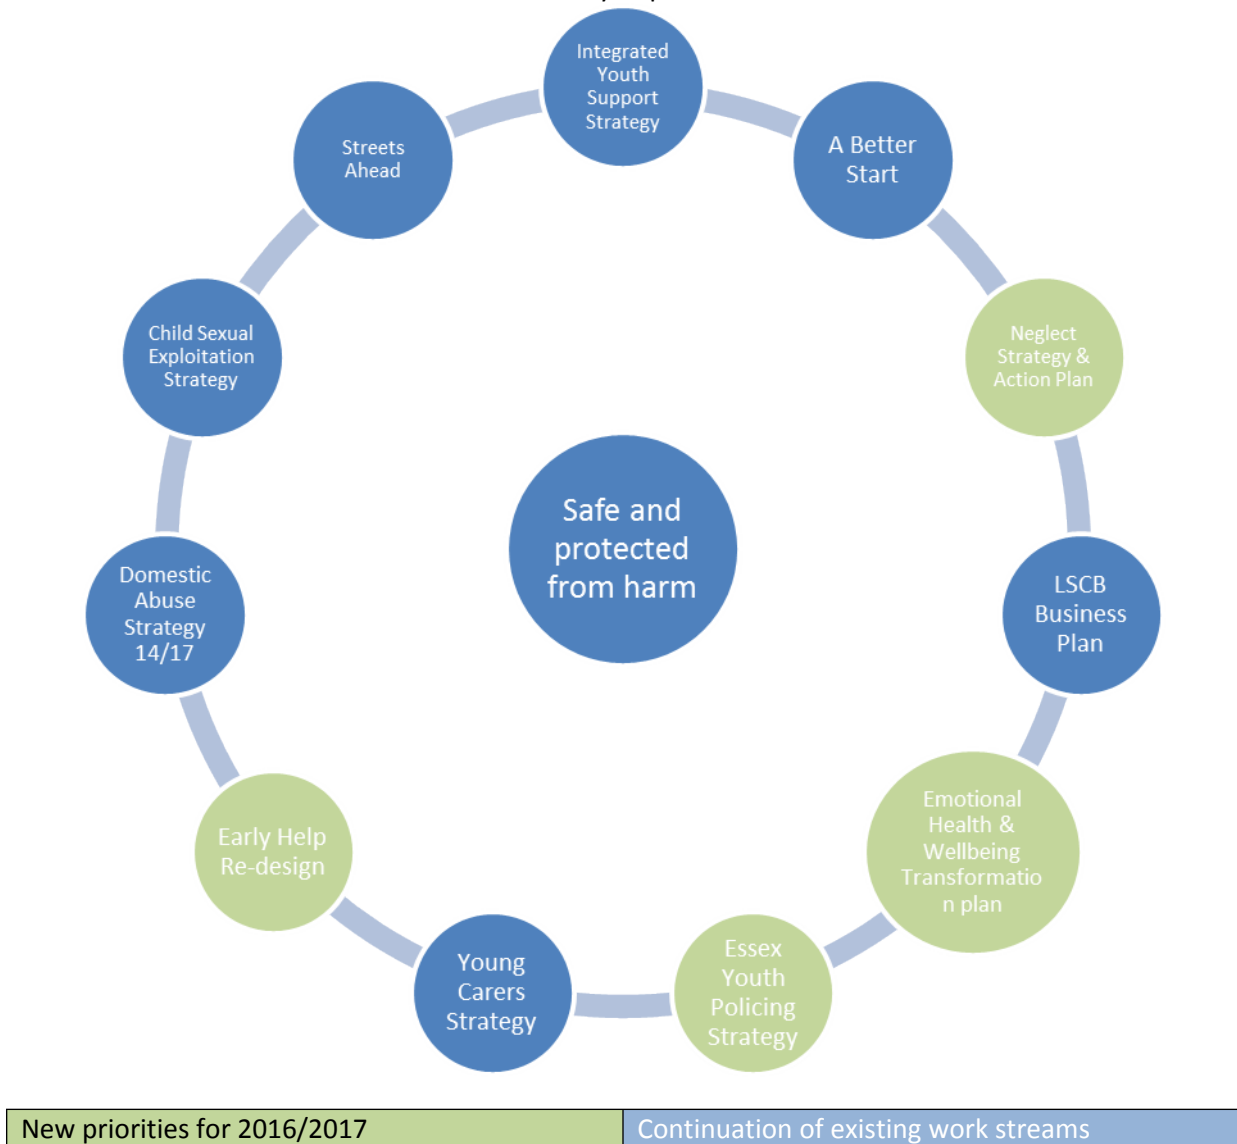 Integrated
Youth
Support
Strategy
A Better
Start
Neglect
Strategy &
Action Plan
LSCB
Business
Plan
Emotional
Health &
Wellbeing
Transformatio
n plan
Essex
Youth
Policing
Strategy
Young
Carers
Strategy
Early Help
Re-design
Domestic
Abuse
Strategy
14/17
Child Sexual
Exploitation
Strategy
Streets
Ahead
Safe and
protected
from harm
New priorities for 2016/2017
Continuation of existing work streams